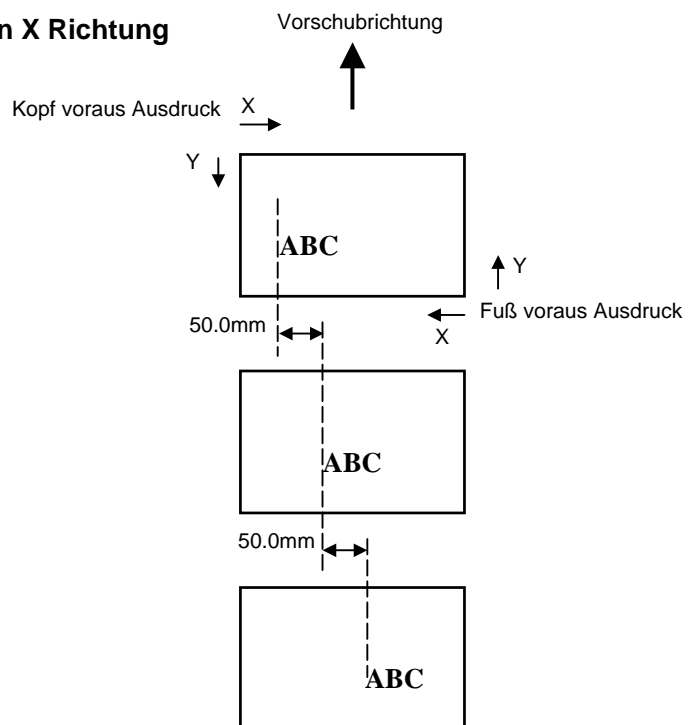 n X Richtung
Vorschubrichtung
Kopf voraus Ausdruck
X
Y
ABC
Y
50.0mm
Fuß voraus Ausdruck
X
ABC
50.0mm
ABC